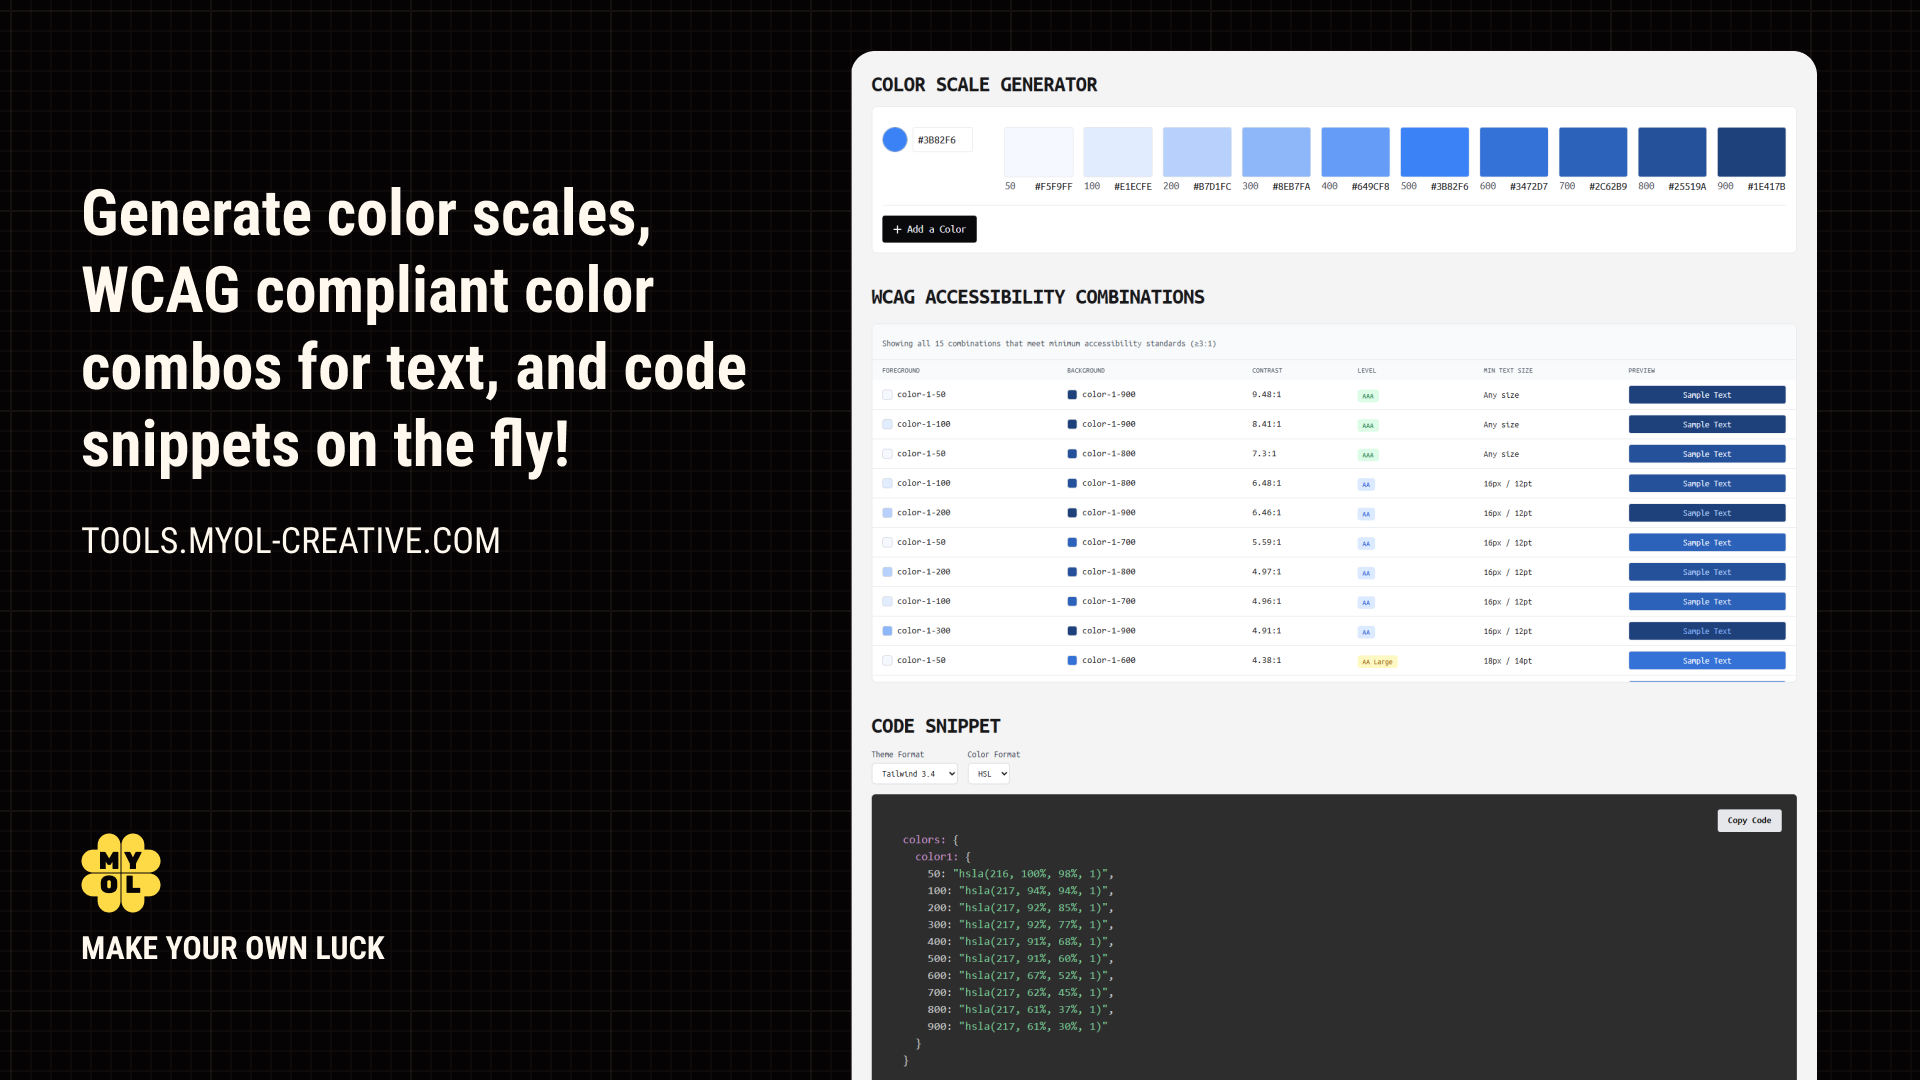 Generate color scales,
WCAG compliant color
combos for text, and code
snippets on the fly!
TOOLS.MYOL-CREATIVE.COM
MY
OL
MAKE YOUR OWN LUCK
COLOR SCALE GENERATOR
#3B82F6
50 #F5F9FF 100 #E1ECFE 200 #B7D1FC 300 #8EB7FA 400 #649CF8 500 #3B82F6 600 #3472D7 700 #2C62B9 800 #25519A 900 #1E417B
+ Add a Color
WCAG ACCESSIBILITY COMBINATIONS
Showing all 15 combinations that meet minimum accessibility standards (≥3:1)
FOREGROUND BACKGROUND CONTRAST LEVEL MIN TEXT SIZE PREVIEW
color-1-50 color-1-900 9.48:1 AAA Any size Sample Text
color-1-100 color-1-900 8.41:1 AAA Any size Sample Text
color-1-50 color-1-800 7.3:1 AAA Any size Sample Text
color-1-100 color-1-800 6.48:1 AA 16px / 12pt Sample Text
color-1-200 color-1-900 6.46:1 AA 16px / 12pt Sample Text
color-1-50 color-1-700 5.59:1 AA 16px / 12pt Sample Text
color-1-200 color-1-800 4.97:1 AA 16px / 12pt Sample Text
color-1-100 color-1-700 4.96:1 AA 16px / 12pt Sample Text
color-1-300 color-1-900 4.91:1 AA 16px / 12pt Sample Text
color-1-50 color-1-600 4.38:1 AA Large 18px / 14pt Sample Text
CODE SNIPPET
Theme Format Color Format
Tailwind 3.4 HSL
Copy Code
colors: {
color1: {
50: "hsla(216, 100%, 98%, 1)",
100: "hsla(217, 94%, 94%, 1)",
200: "hsla(217, 92%, 85%, 1)",
300: "hsla(217, 92%, 77%, 1)",
400: "hsla(217, 91%, 68%, 1)",
500: "hsla(217, 91%, 60%, 1)",
600: "hsla(217, 67%, 52%, 1)",
700: "hsla(217, 62%, 45%, 1)",
800: "hsla(217, 61%, 37%, 1)",
900: "hsla(217, 61%, 30%, 1)"
}
}